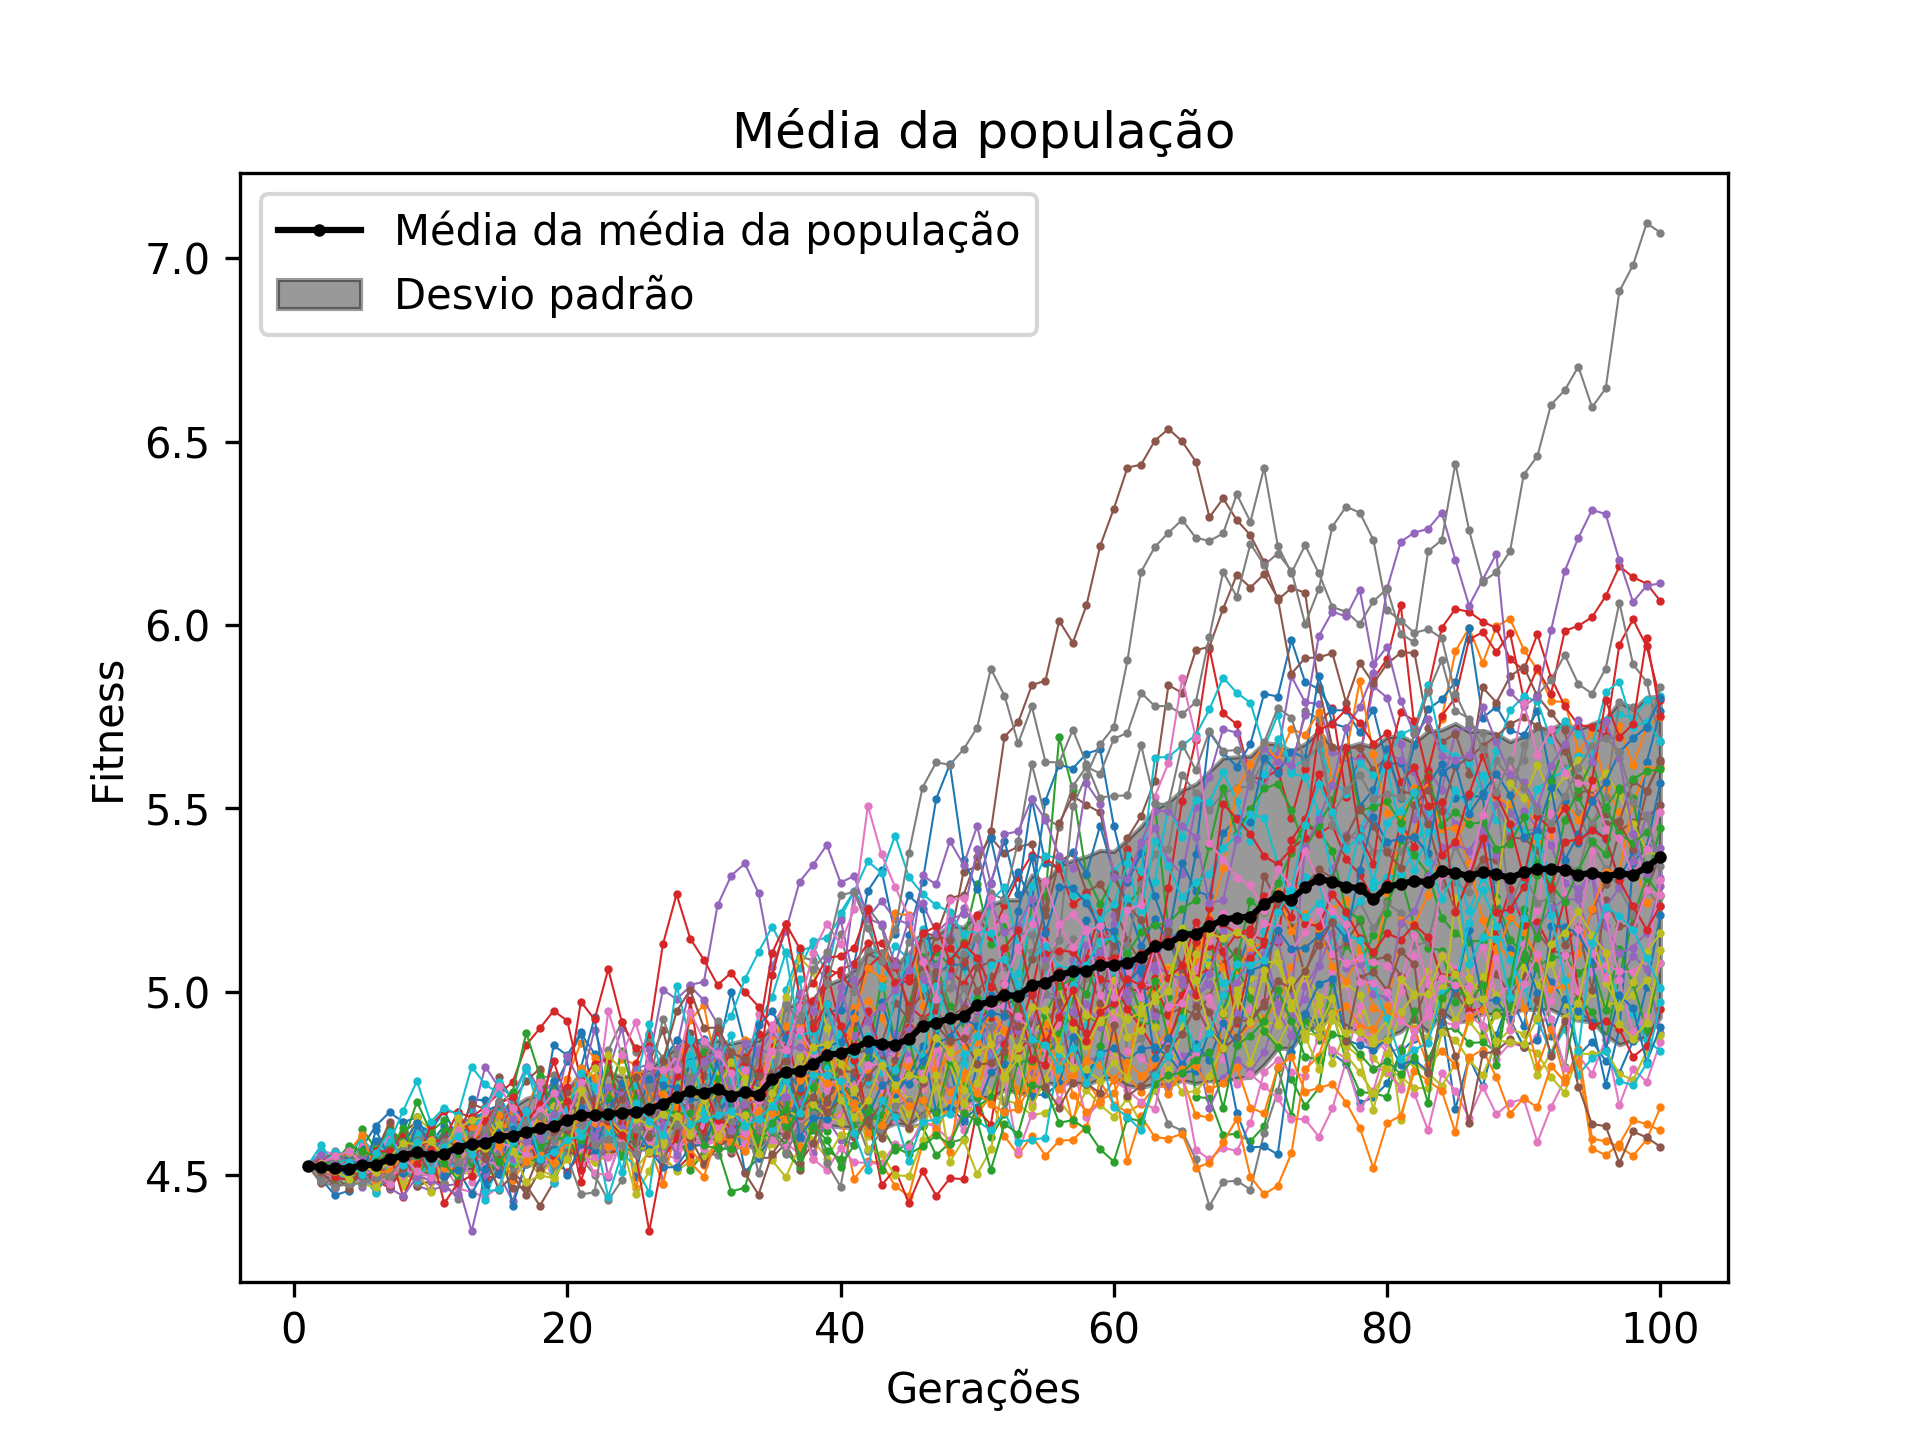 Média da população
Média da média da população
Desvio padrão
7.0
6.5
6.0
5.5
5.0
4.5
Fitness
0 20 40 60 80 100
Gerações